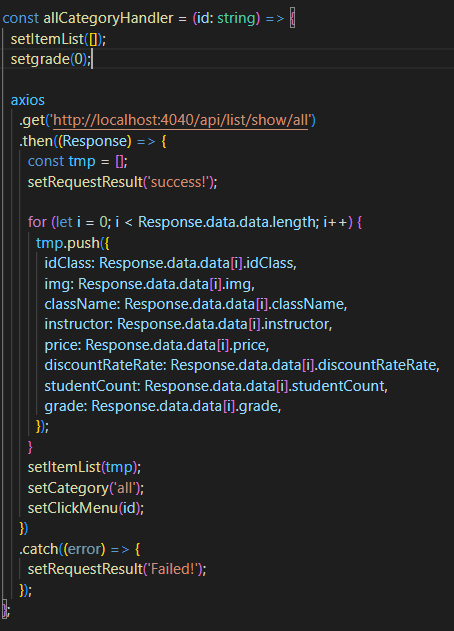 const allCategoryHandler = (id: string) => {
  setItemList([]);
  setgrade(0);

  axios
    .get('http://localhost:4040/api/list/show/all')
    .then((Response) => {
      const tmp = [];
      setRequestResult('success!');

      for (let i = 0; i < Response.data.data.length; i++) {
        tmp.push({
          idClass: Response.data.data[i].idClass,
          img: Response.data.data[i].img,
          className: Response.data.data[i].className,
          instructor: Response.data.data[i].instructor,
          price: Response.data.data[i].price,
          discountRateRate: Response.data.data[i].discountRateRate,
          studentCount: Response.data.data[i].studentCount,
          grade: Response.data.data[i].grade,
        });
      }
      setItemList(tmp);
      setCategory('all');
      setClickMenu(id);
    })
    .catch((error) => {
      setRequestResult('Failed!');
    });
};